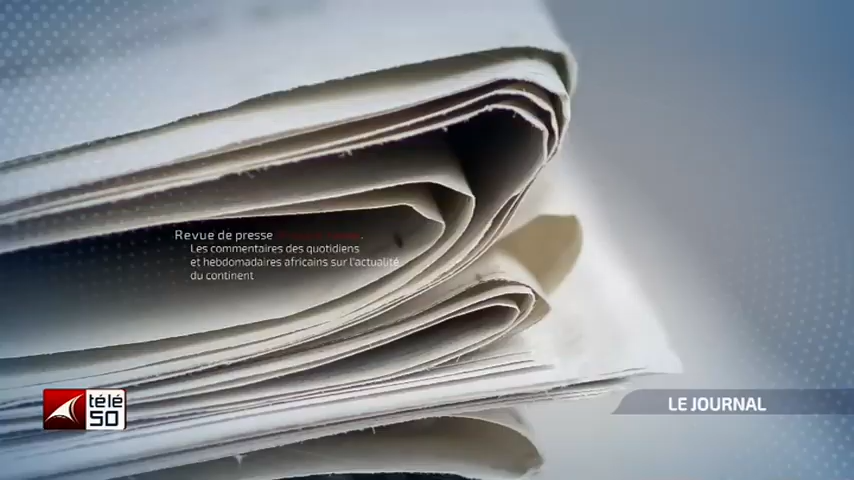 Revue de presse
Les commentaires des quotidiens
et hebdomadaires africains sur l'actualité
du continent
télé
50
LE JOURNAL